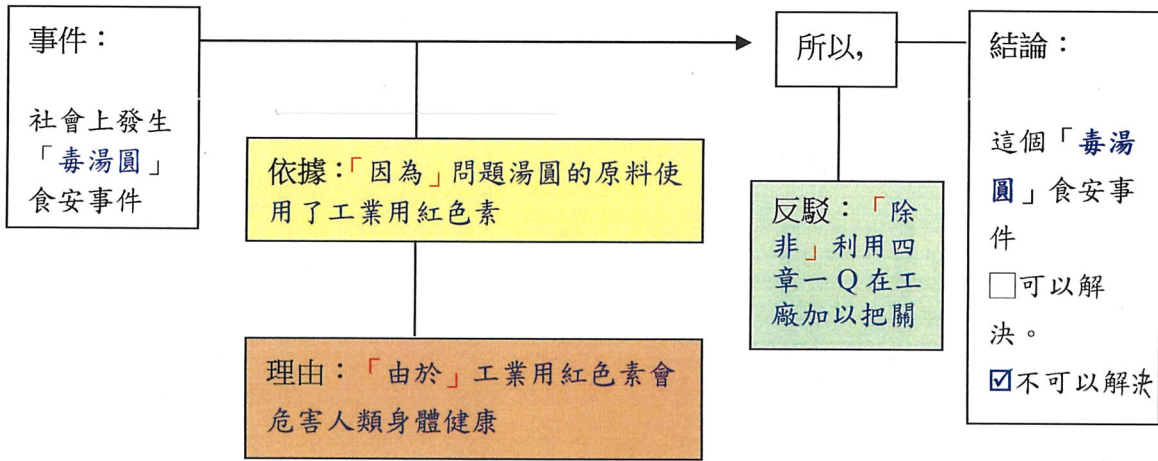 事件：
社會上發生
「毒湯圓」
食安事件
所以,
結論：
這個「毒湯
圓」食安事
件
□可以解
決。
☑不可以解決
依據：「因為」問題湯圓的原料使
用了工業用紅色素
反駁：「除
非」利用四
章一Q在工
廠加以把關
理由：「由於」工業用紅色素會
危害人類身體健康